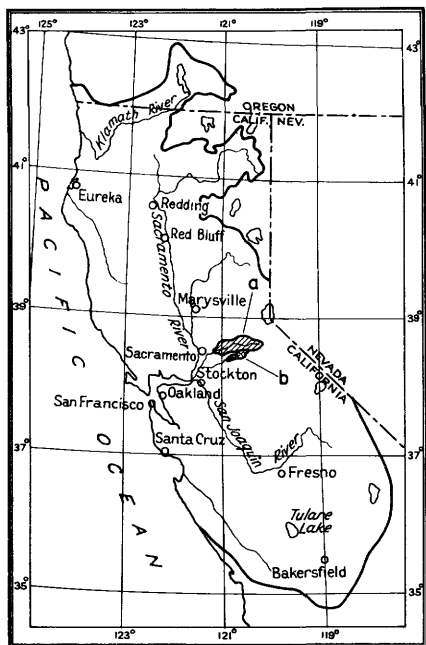 125° 123° 121° 119°
43° 43°
Klamath River
OREGON
CALIF. NEV.
41° 41°
Eureka
Redding
Red Bluff
Sacramento River
a
Marysville
39° 39°
Sacramento
NEVADA
CALIFORNIA
Stockton
b
Oakland
San Francisco
San Joaquin River
Santa Cruz
37° 37°
Fresno
PACIFIC OCEAN
Tulare
Lake
Bakersfield
35° 35°
123° 121° 119°